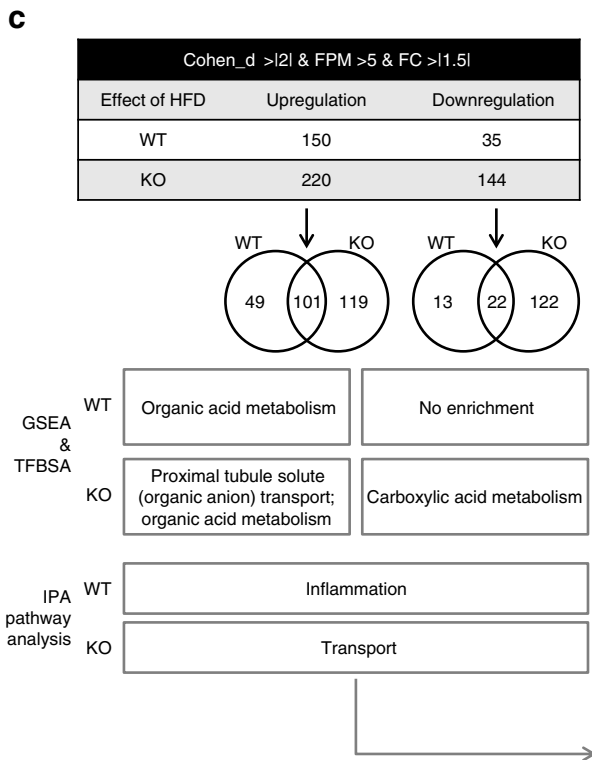 c
Cohen_d >|2| & FPM >5 & FC >|1.5|
Effect of HFD Upregulation Downregulation
WT 150 35
KO 220 144
WT KO WT KO
49 101 119 13 22 122
GSEA
&
TFBSA
WT
Organic acid metabolism
No enrichment
KO
Proximal tubule solute
(organic anion) transport;
organic acid metabolism
Carboxylic acid metabolism
IPA
pathway
analysis
WT
Inflammation
KO
Transport